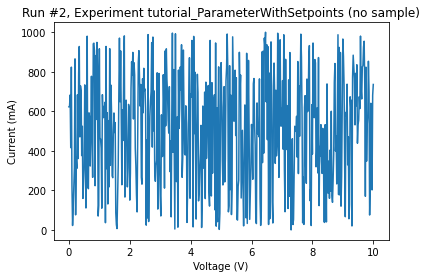 Run #2, Experiment tutorial_ParameterWithSetpoints (no sample)
1000
800
600
400
200
0
Current (mA)
0 2 4 6 8 10
Voltage (V)